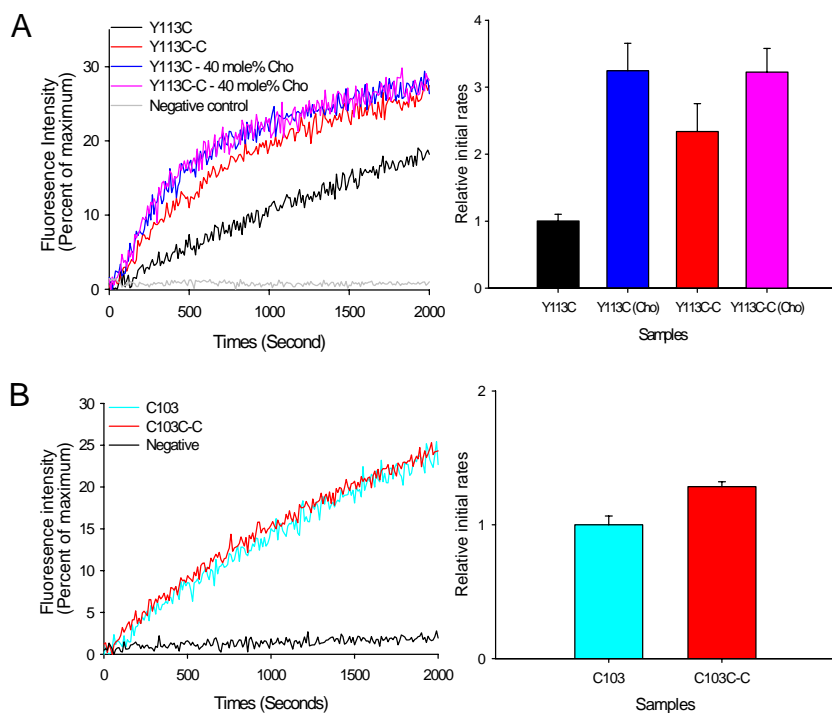 A
Y113C
Y113C-C
Y113C - 40 mole% Cho
Y113C-C - 40 mole% Cho
Negative control
Fluoresence Intensity
(Percent of maximum)
30
20
10
0
0 500 1000 1500 2000
Times (Second)
Relative initial rates
4
3
2
1
0
Y113C Y113C (Cho) Y113C-C Y113C-C (Cho)
Samples
B
C103
C103C-C
Negative
Fluoresence intensity
(Percent of maximum)
30
25
20
15
10
5
0
0 500 1000 1500 2000
Times (Seconds)
Relative initial rates
2
1
0
C103 C103C-C
Samples